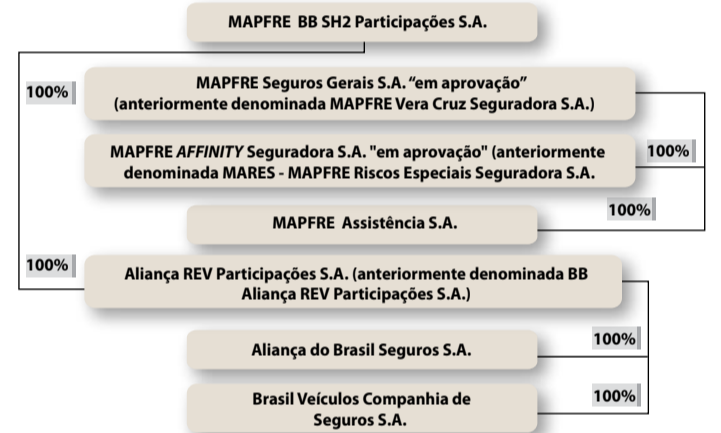 MAPFRE BB SH2 Participações S.A.
100%
MAPFRE Seguros Gerais S.A. “em aprovação”
(anteriormente denominada MAPFRE Vera Cruz Seguradora S.A.)
MAPFRE AFFINITY Seguradora S.A. "em aprovação" (anteriormente
denominada MARES - MAPFRE Riscos Especiais Seguradora S.A.
100%
100%
MAPFRE Assistência S.A.
100%
Aliança REV Participações S.A. (anteriormente denominada BB
Aliança REV Participações S.A.)
100%
Aliança do Brasil Seguros S.A.
100%
Brasil Veículos Companhia de
Seguros S.A.